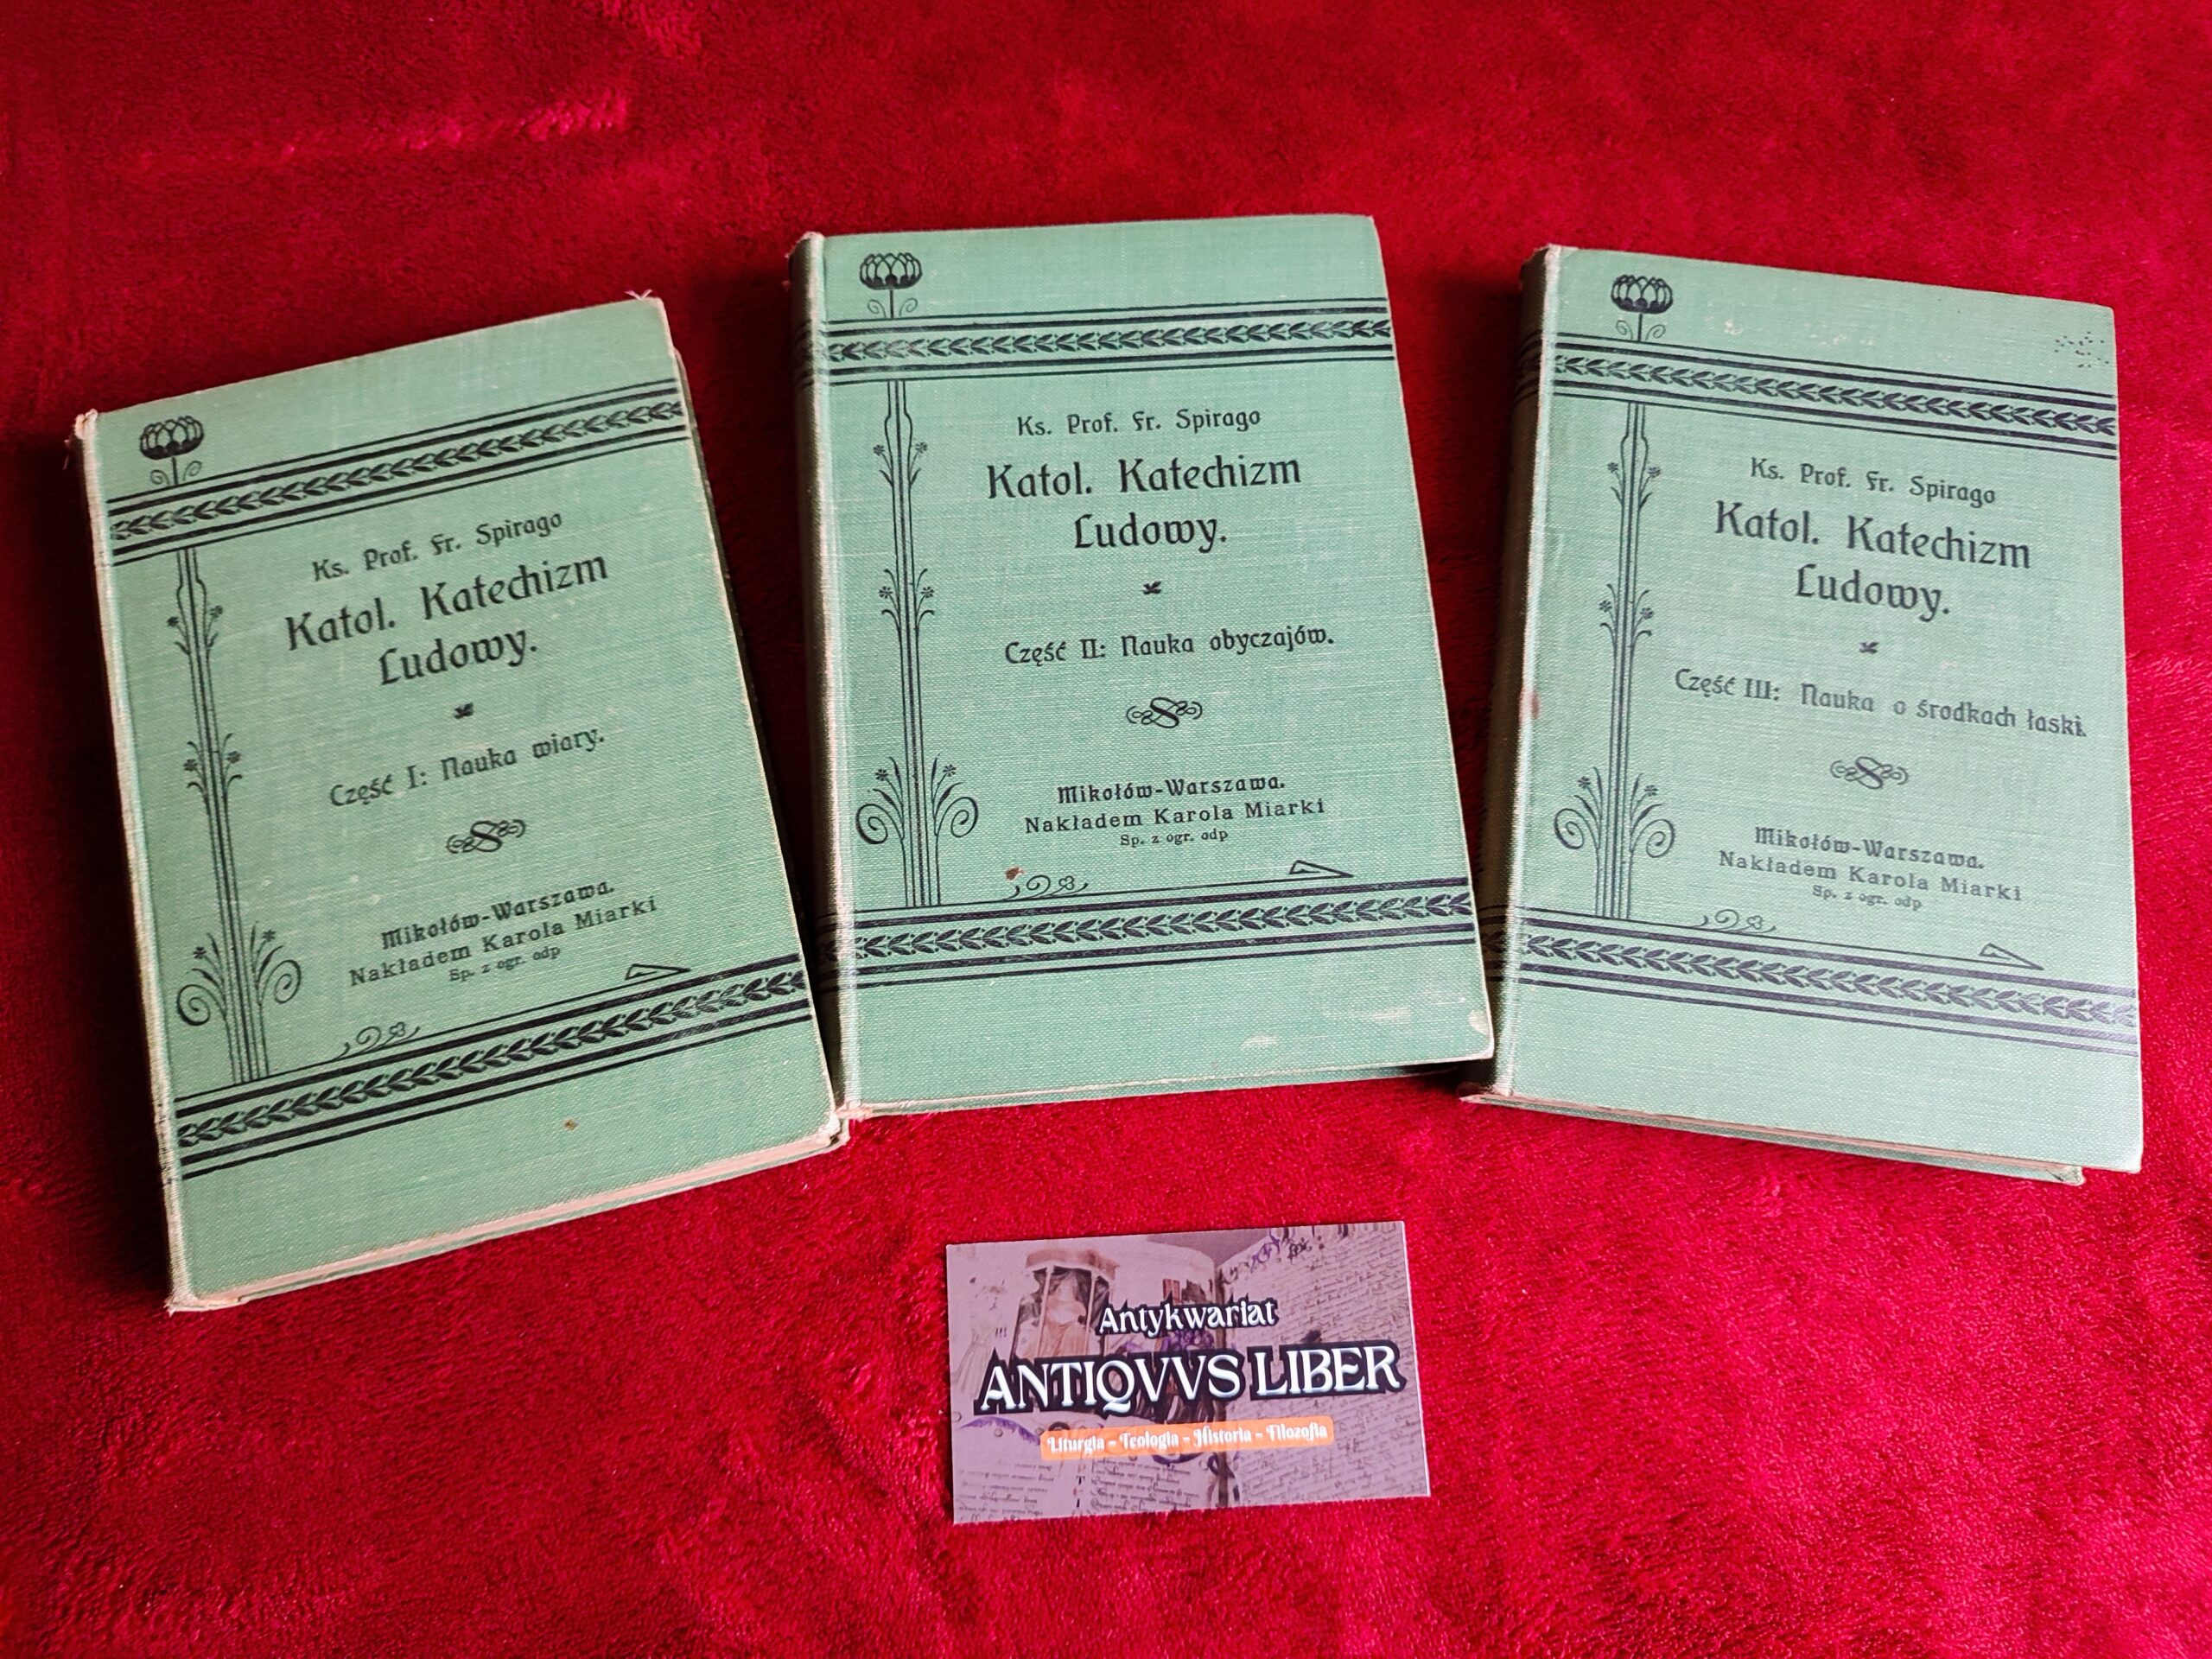 Ks. Prof. Fr. Spirago
Katol. Katechizm
Ludowy.
Część I: Nauka wiary.
Mikołów-Warszawa.
Nakładem Karola Miarki
Sp. z ogr. odp
Ks. Prof. Fr. Spirago
Katol. Katechizm
Ludowy.
Część II: Nauka obyczajów.
Mikołów-Warszawa.
Nakładem Karola Miarki
Sp. z ogr. odp
Ks. Prof. Fr. Spirago
Katol. Katechizm
Ludowy.
Część III: Nauka o środkach łaski.
Mikołów-Warszawa.
Nakładem Karola Miarki
Sp. z ogr. odp
Antykwariat
ANTIQVVS LIBER
Liturgia - Teologia - Historia - Filozofia